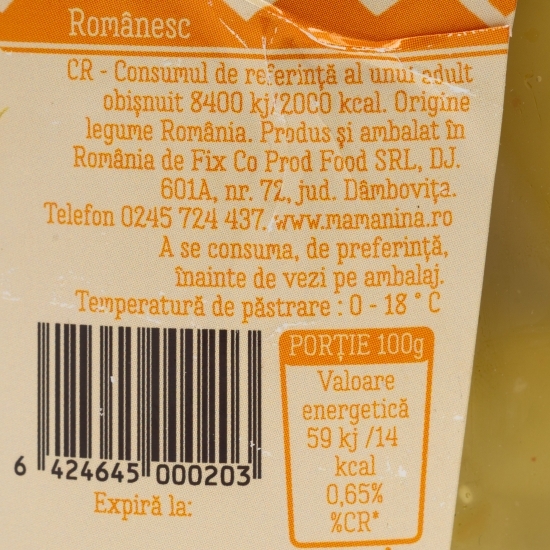 Românesc
CR - Consumul de referință al unui adult
obișnuit 8400 kj/2000 kcal. Origine
legume România. Produs și ambalat în
România de Fix Co Prod Food SRL, DJ.
601A, nr. 72, jud. Dâmbovița.
Telefon 0245 724 437. www.mamanina.ro
A se consuma, de preferință,
înainte de vezi pe ambalaj.
Temperatură de păstrare : 0 - 18 ° C
6 424645 000203
Expiră la:
PORȚIE 100g
Valoare
energetică
59 kj /14
kcal
0,65%
%CR*